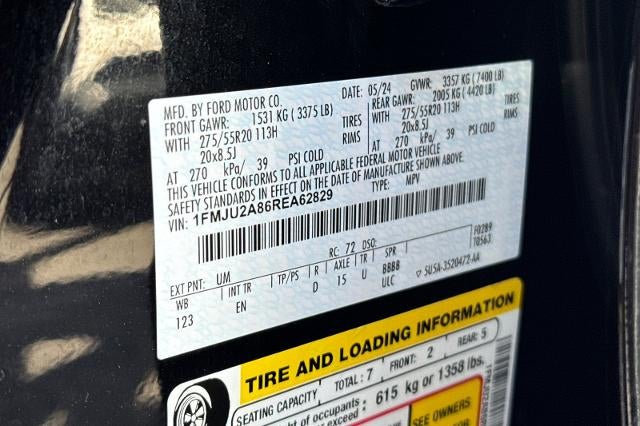 MFD. BY FORD MOTOR CO.
DATE: 05/24 GVWR: 3357 KG (7400 LB)
FRONT GAWR: 1531 KG (3375 LB) REAR GAWR: 2005 KG (4420 LB)
WITH 275/55R20 113H TIRES 275/55R20 113H TIRES
20x8.5J RIMS 20x8.5J RIMS
AT 270 kPa/ 39 PSI COLD AT 270 kPa/ 39 PSI COLD
THIS VEHICLE CONFORMS TO ALL APPLICABLE FEDERAL MOTOR VEHICLE
SAFETY STANDARDS IN EFFECT ON THE DATE OF MANUFACTURE SHOWN ABOVE.
VIN: 1FMJU2A86REA62829 TYPE: MPV
F0289
T0563
EXT PNT: UM RC: 72 DSO:
WB INT TR TP/PS R AXLE TR SPR
123 EN D 15 U BBBB
ULC 5U5A-3520472-AA
TIRE AND LOADING INFORMATION
SEATING CAPACITY TOTAL: 7 FRONT: 2 REAR: 5
ht of occupants 615 kg or 1358 lbs.
SEE OWNERS